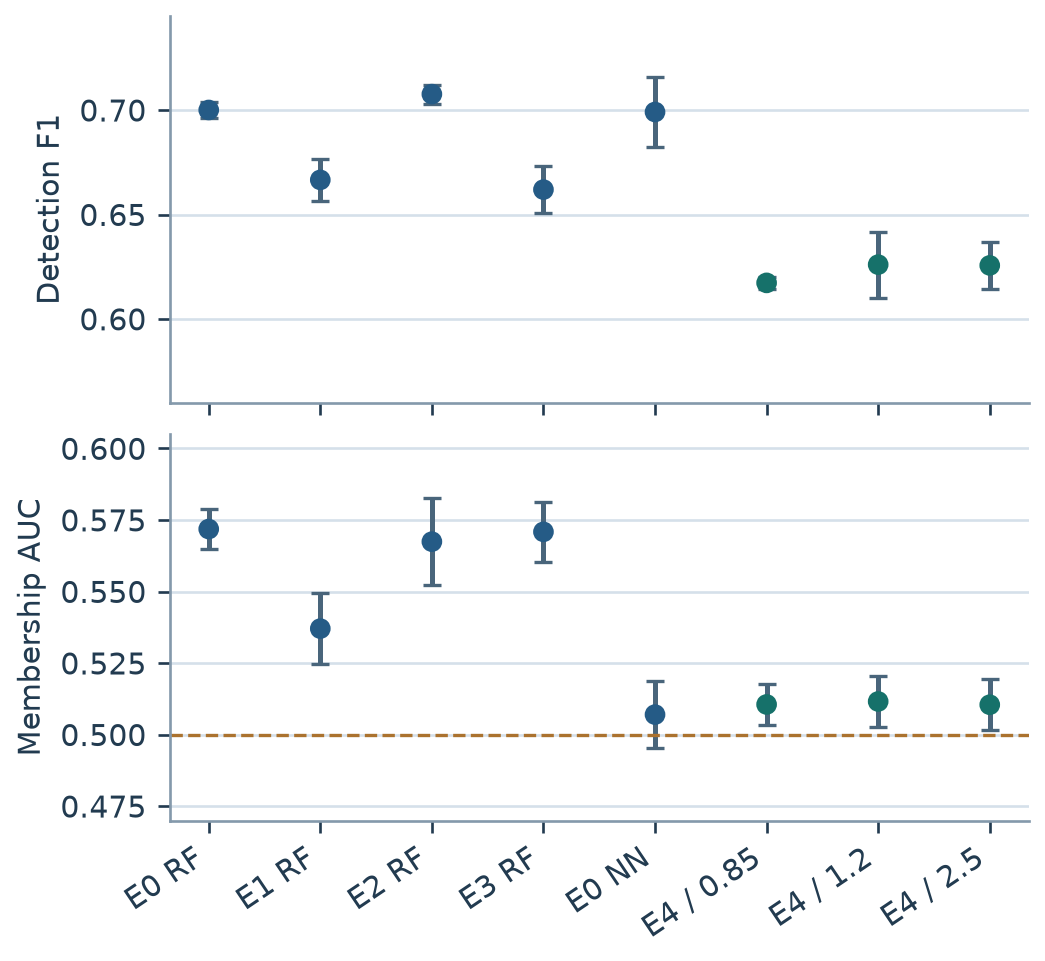 Detection F1
0.70
0.65
0.60
Membership AUC
0.600
0.575
0.550
0.525
0.500
0.475
E0 RF
E1 RF
E2 RF
E3 RF
E0 NN
E4 / 0.85
E4 / 1.2
E4 / 2.5